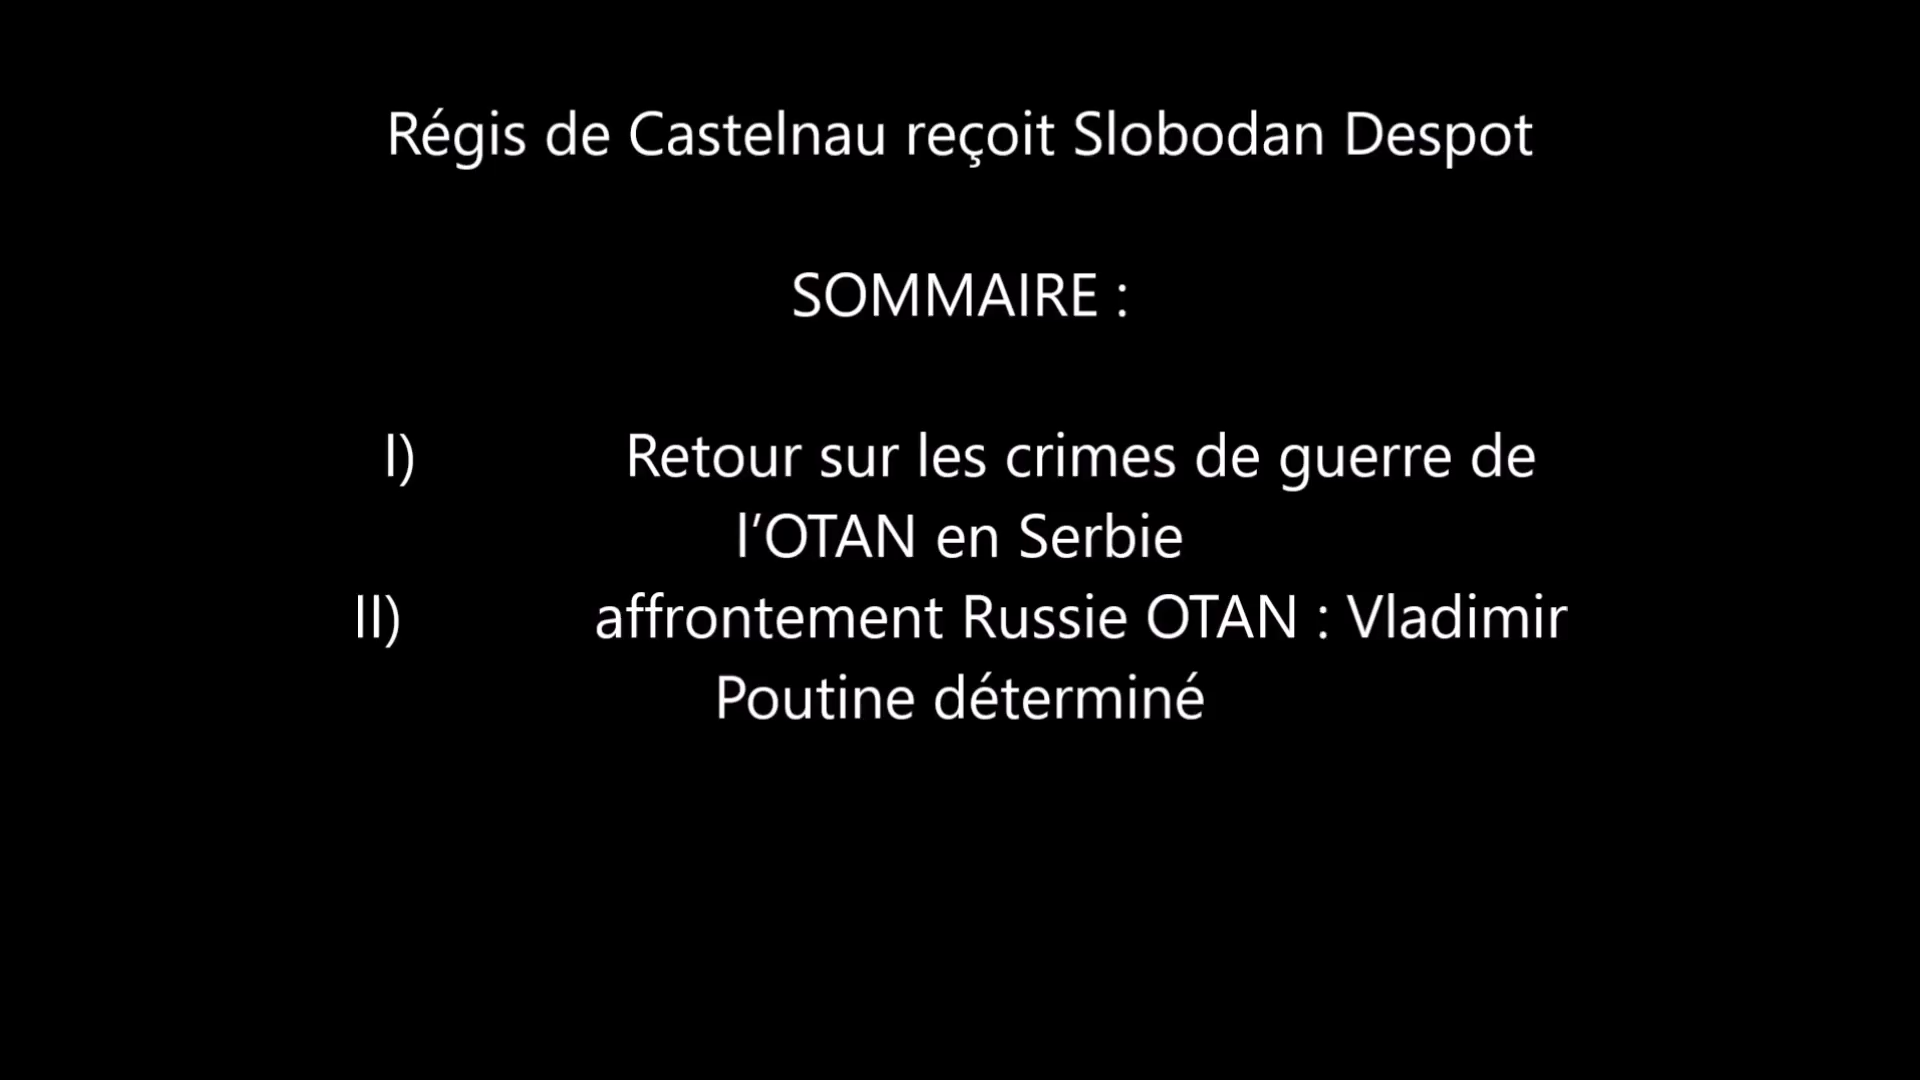 Régis de Castelnau reçoit Slobodan Despot
SOMMAIRE :
I) Retour sur les crimes de guerre de
l’OTAN en Serbie
II) affrontement Russie OTAN : Vladimir
Poutine déterminé